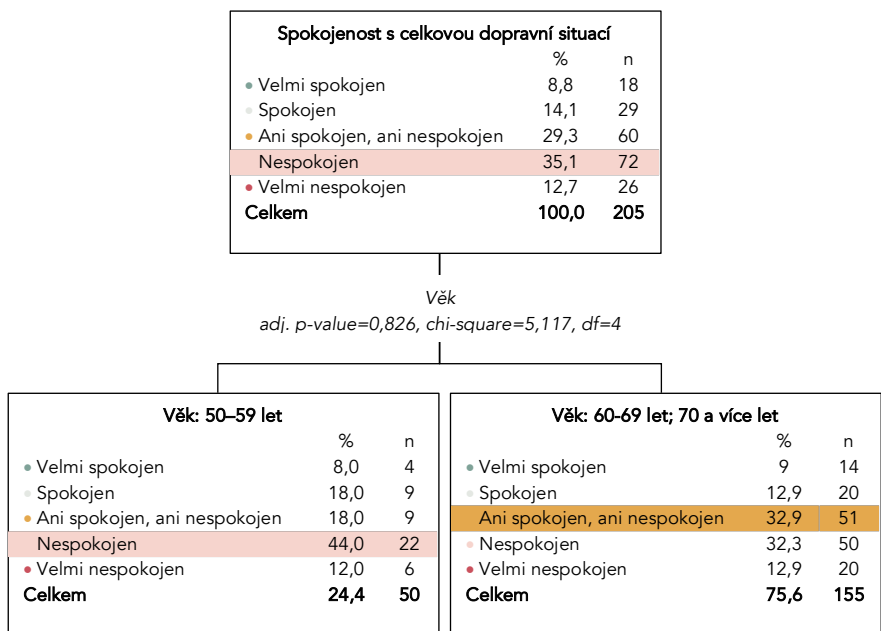 Spokojenost s celkovou dopravní situací
% n
• Velmi spokojen 8,8 18
• Spokojen 14,1 29
• Ani spokojen, ani nespokojen 29,3 60
Nespokojen 35,1 72
• Velmi nespokojen 12,7 26
Celkem 100,0 205
Věk
adj. p-value=0,826, chi-square=5,117, df=4
Věk: 50–59 let
% n
• Velmi spokojen 8,0 4
• Spokojen 18,0 9
• Ani spokojen, ani nespokojen 18,0 9
Nespokojen 44,0 22
• Velmi nespokojen 12,0 6
Celkem 24,4 50
Věk: 60-69 let; 70 a více let
% n
• Velmi spokojen 9 14
• Spokojen 12,9 20
Ani spokojen, ani nespokojen 32,9 51
• Nespokojen 32,3 50
• Velmi nespokojen 12,9 20
Celkem 75,6 155